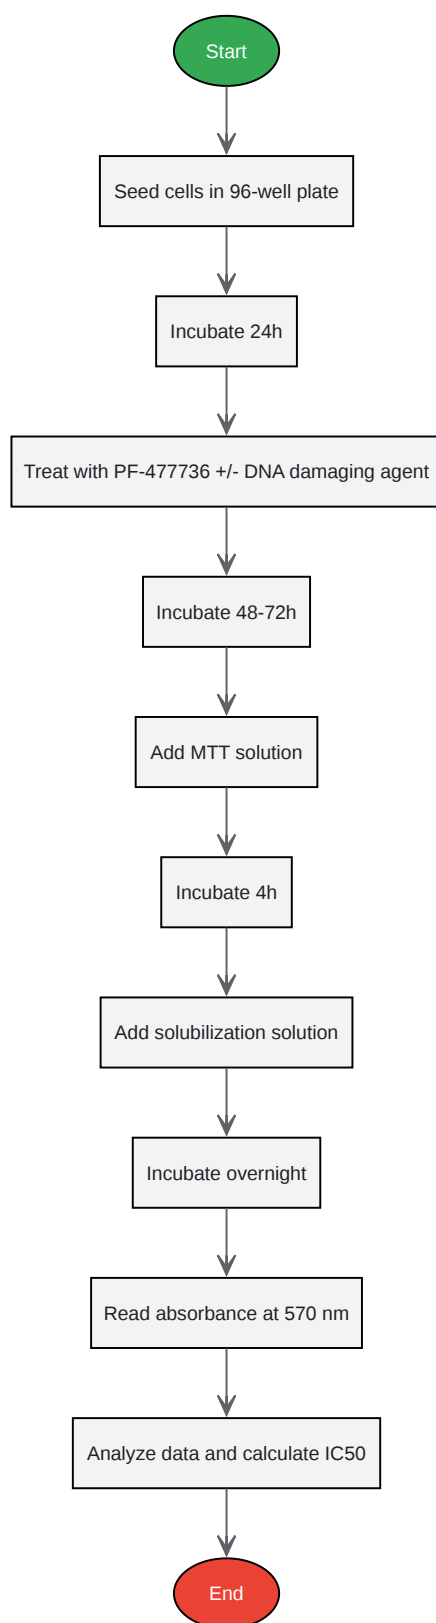 Start
Seed cells in 96-well plate
Incubate 24h
Treat with PF-477736 +/- DNA damaging agent
Incubate 48-72h
Add MTT solution
Incubate 4h
Add solubilization solution
Incubate overnight
Read absorbance at 570 nm
Analyze data and calculate IC50
End